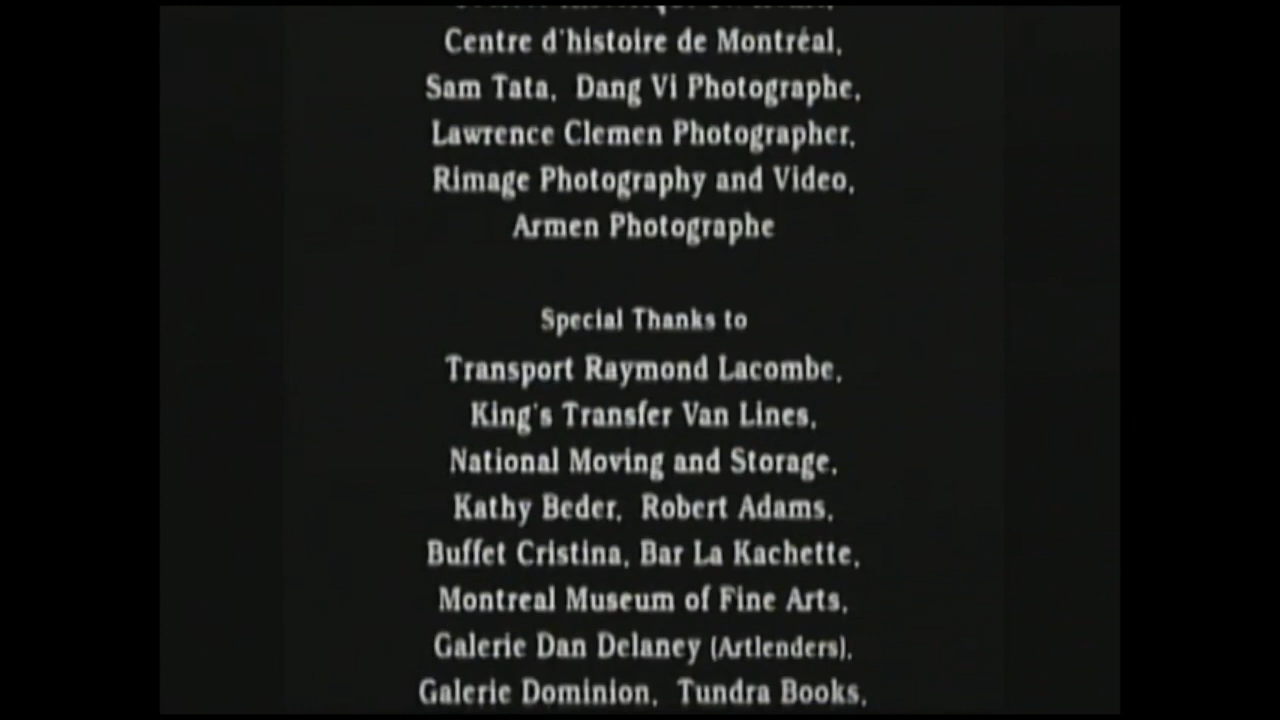 Centre d'histoire de Montréal,
Sam Tata, Dang Vi Photographe,
Lawrence Clemen Photographer,
Rimage Photography and Video,
Armen Photographe
Special Thanks to
Transport Raymond Lacombe,
King's Transfer Van Lines,
National Moving and Storage,
Kathy Beder, Robert Adams,
Buffet Cristina, Bar La Kachette,
Montreal Museum of Fine Arts,
Galerie Dan Delaney (Artlenders),
Galerie Dominion, Tundra Books,